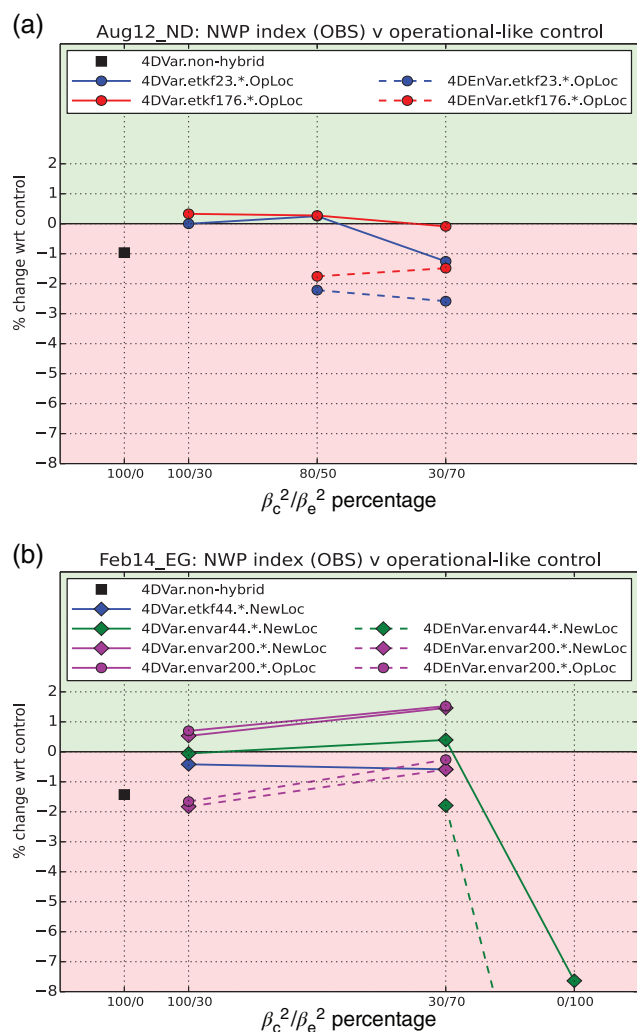 (a)
Aug12_ND: NWP index (OBS) v operational-like control
4DVar.non-hybrid
4DVar.etkf23.*.OpLoc
4DVar.etkf176.*.OpLoc
4DEnVar.etkf23.*.OpLoc
4DEnVar.etkf176.*.OpLoc
% change wrt control
2
1
0
−1
−2
−3
−4
−5
−6
−7
−8
100/0
100/30
80/50
30/70
βc²/βe² percentage
(b)
Feb14_EG: NWP index (OBS) v operational-like control
4DVar.non-hybrid
4DVar.etkf44.*.NewLoc
4DVar.envar44.*.NewLoc
4DVar.envar200.*.NewLoc
4DVar.envar200.*.OpLoc
4DEnVar.envar44.*.NewLoc
4DEnVar.envar200.*.NewLoc
4DEnVar.envar200.*.OpLoc
% change wrt control
2
1
0
−1
−2
−3
−4
−5
−6
−7
−8
100/0
100/30
30/70
0/100
βc²/βe² percentage